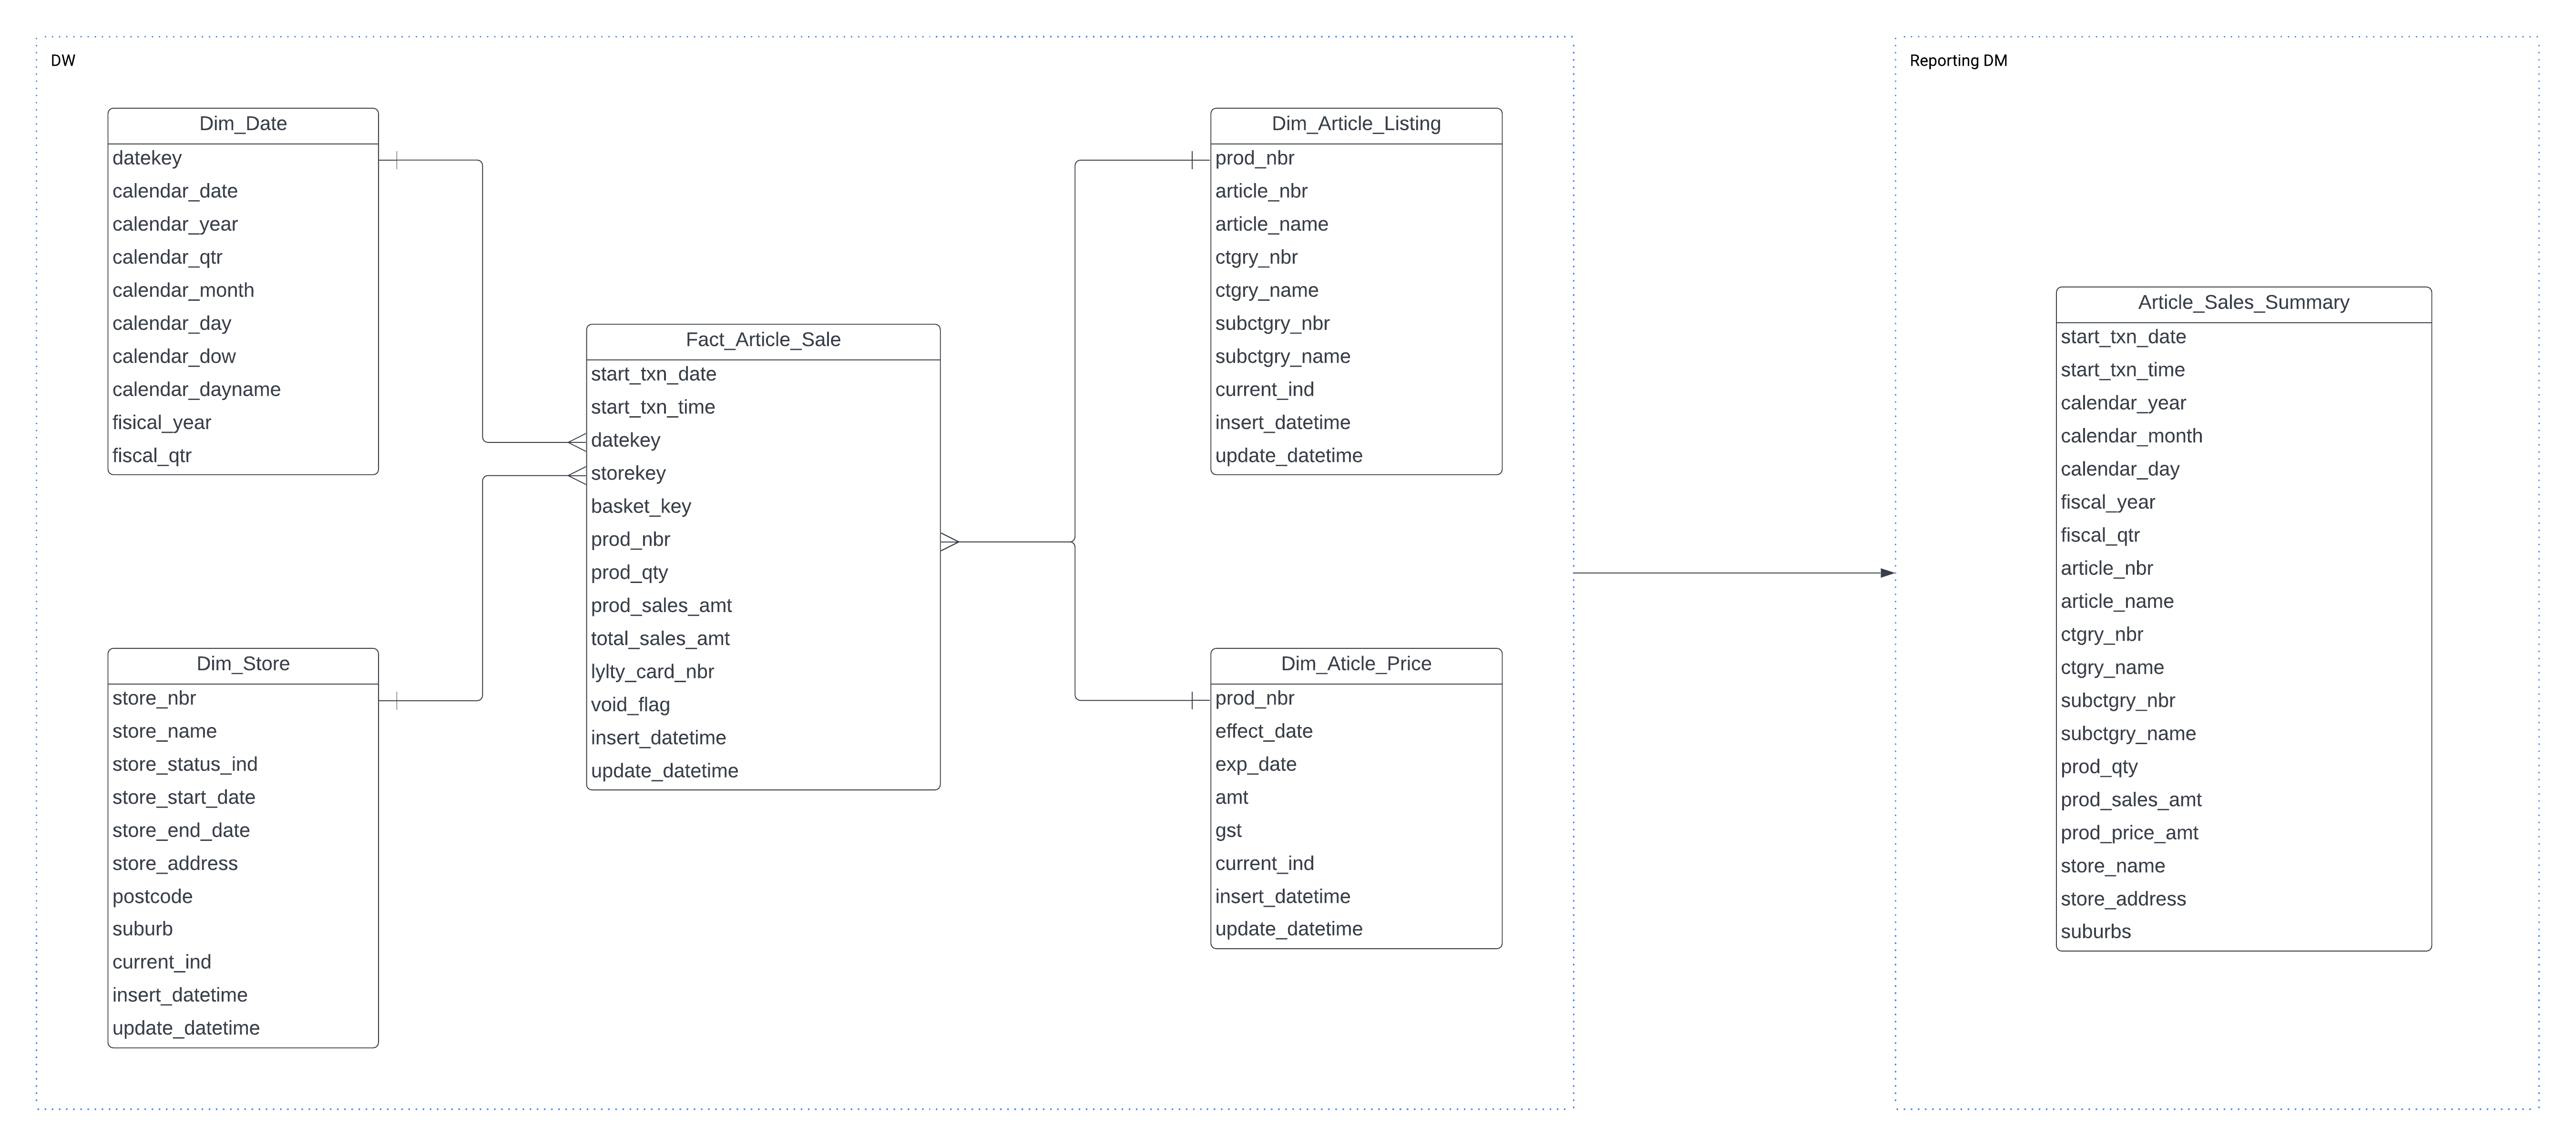 DW
Dim_Date
datekey
calendar_date
calendar_year
calendar_qtr
calendar_month
calendar_day
calendar_dow
calendar_dayname
fisical_year
fiscal_qtr
Dim_Store
store_nbr
store_name
store_status_ind
store_start_date
store_end_date
store_address
postcode
suburb
current_ind
insert_datetime
update_datetime
Fact_Article_Sale
start_txn_date
start_txn_time
datekey
storekey
basket_key
prod_nbr
prod_qty
prod_sales_amt
total_sales_amt
lylty_card_nbr
void_flag
insert_datetime
update_datetime
Dim_Article_Listing
prod_nbr
article_nbr
article_name
ctgry_nbr
ctgry_name
subctgry_nbr
subctgry_name
current_ind
insert_datetime
update_datetime
Dim_Aticle_Price
prod_nbr
effect_date
exp_date
amt
gst
current_ind
insert_datetime
update_datetime
Reporting DM
Article_Sales_Summary
start_txn_date
start_txn_time
calendar_year
calendar_month
calendar_day
fiscal_year
fiscal_qtr
article_nbr
article_name
ctgry_nbr
ctgry_name
subctgry_nbr
subctgry_name
prod_qty
prod_sales_amt
prod_price_amt
store_name
store_address
suburbs